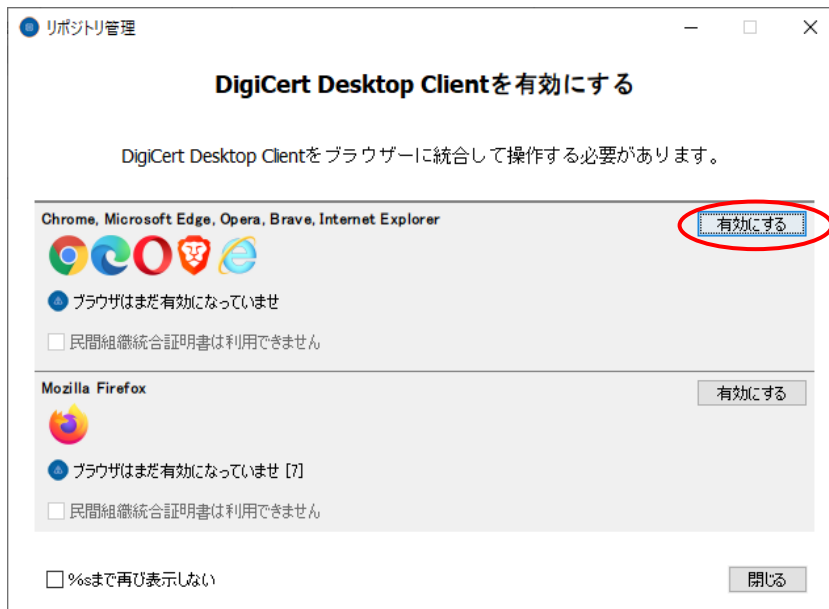 リポジトリ管理
DigiCert Desktop Clientを有効にする
DigiCert Desktop Clientをブラウザーに統合して操作する必要があります。
Chrome, Microsoft Edge, Opera, Brave, Internet Explorer
有効にする
ブラウザはまだ有効になっていませ
民間組織統合証明書は利用できません
Mozilla Firefox
有効にする
ブラウザはまだ有効になっていませ [7]
民間組織統合証明書は利用できません
%sまで再び表示しない
閉じる